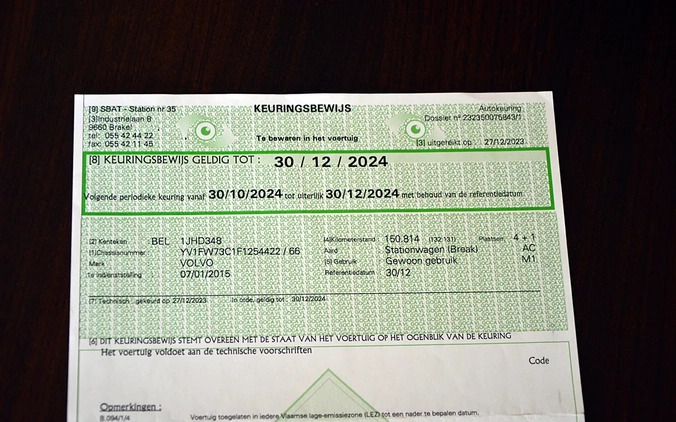 [9] SBAT - Station nr 35
KEURINGSBEWIJS
Autokeuring
[3]Industrielaan 8
Dossier nº 232350076843/1
9660 Brakel
tel: 055 42 44 22
Te bewaren in het voertuig
fax: 055 42 11 45
[3] uitgereikt op : 27/12/2023
[8] KEURINGSBEWIJS GELDIG TOT : 30 / 12 / 2024
Volgende periodieke keuring vanaf 30/10/2024 tot uiterlijk 30/12/2024 met behoud van de referentiedatum.
[2] Kenteken BEL 1JHD348 [4]Kilometerstand 150.814 (132.131) Plaatsen 4 + 1
[1]Chassisnummer YV1FW73C1F1254422 / 66 Aard Stationwagen (Break) AC
Merk VOLVO [5] Gebruik Gewoon gebruik M1
1e indienststelling 07/01/2015 Referentiedatum 30/12
[7] Technisch gekeurd op 27/12/2023 In orde, geldig tot : 30/12/2024
[6] DIT KEURINGSBEWIJS STEMT OVEREEN MET DE STAAT VAN HET VOERTUIG OP HET OGENBLIK VAN DE KEURING
Het voertuig voldoet aan de technische voorschriften
Code
Opmerkingen :
Voertuig toegelaten in iedere Vlaamse lage-emissiezone (LEZ) tot een nader te bepalen datum.